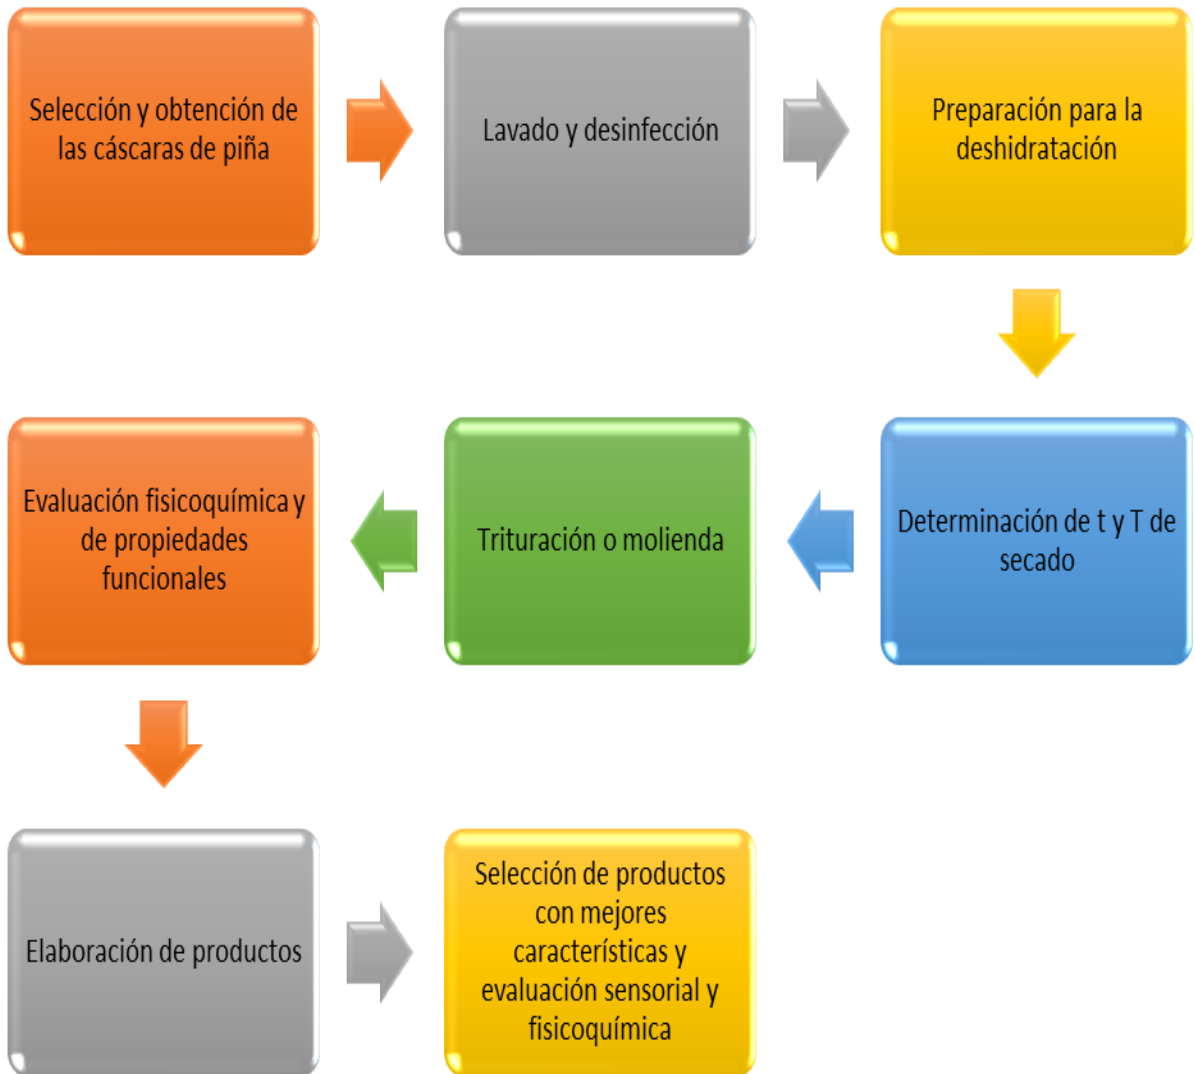 Selección y obtención de
las cáscaras de piña
Lavado y desinfección
Preparación para la
deshidratación
Determinación de t y T de
secado
Trituración o molienda
Evaluación fisicoquímica y
de propiedades
funcionales
Elaboración de productos
Selección de productos
con mejores
características y
evaluación sensorial y
fisicoquímica